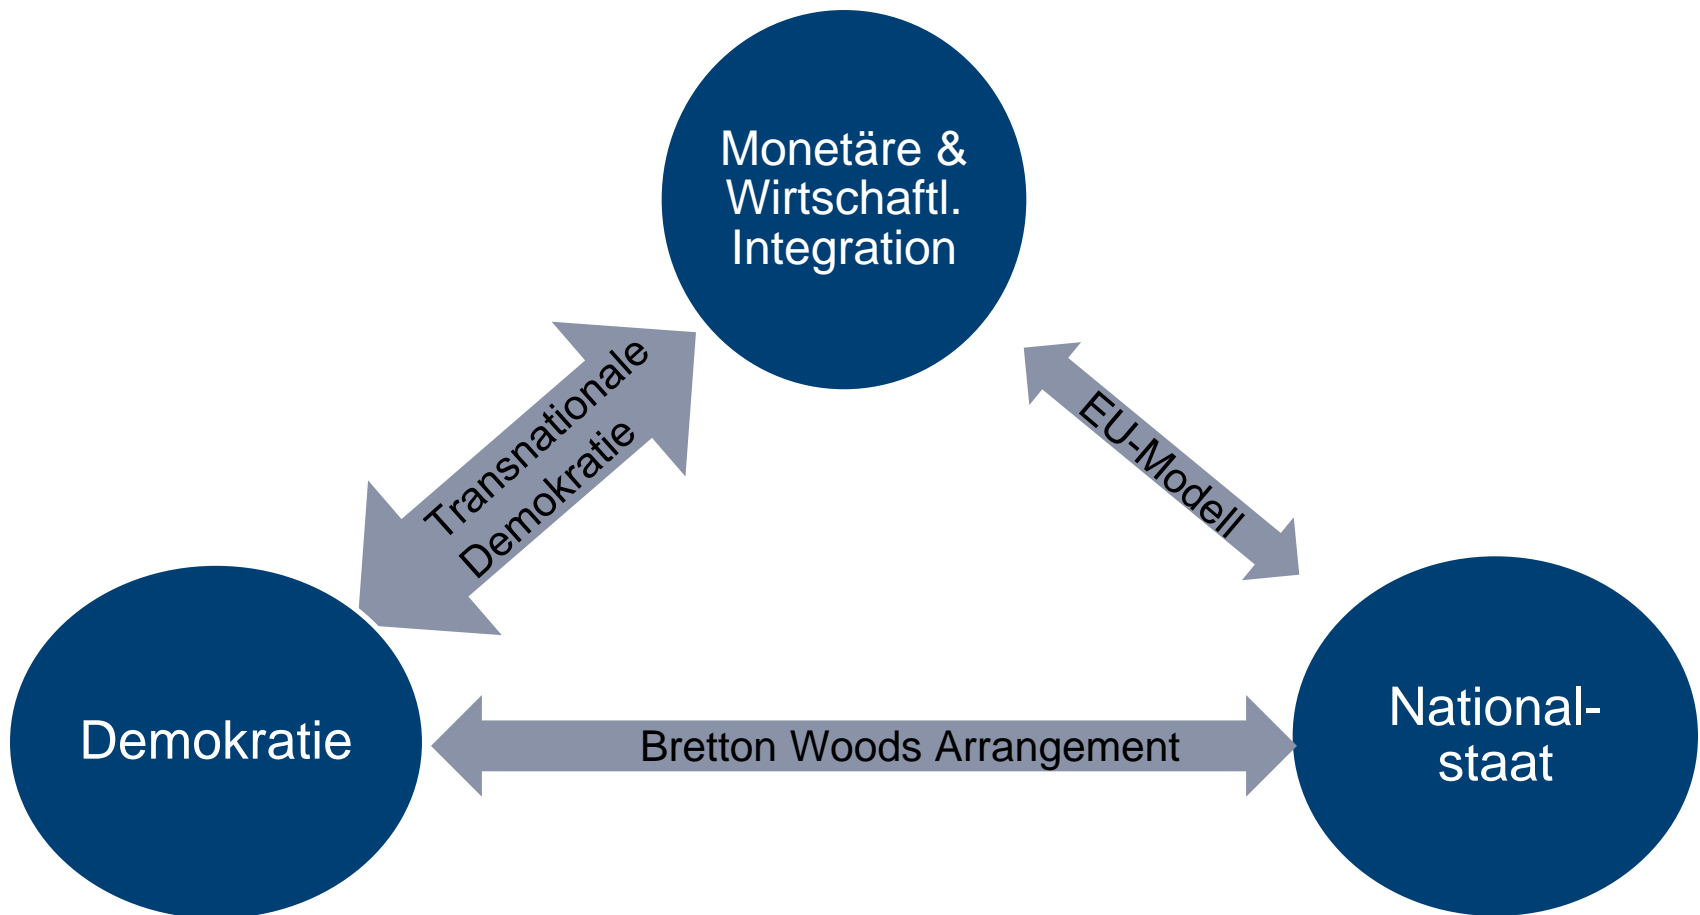 Monetäre &
Wirtschaftl.
Integration
Transnationale
Demokratie
EU-Modell
Demokratie
Bretton Woods Arrangement
National-
staat